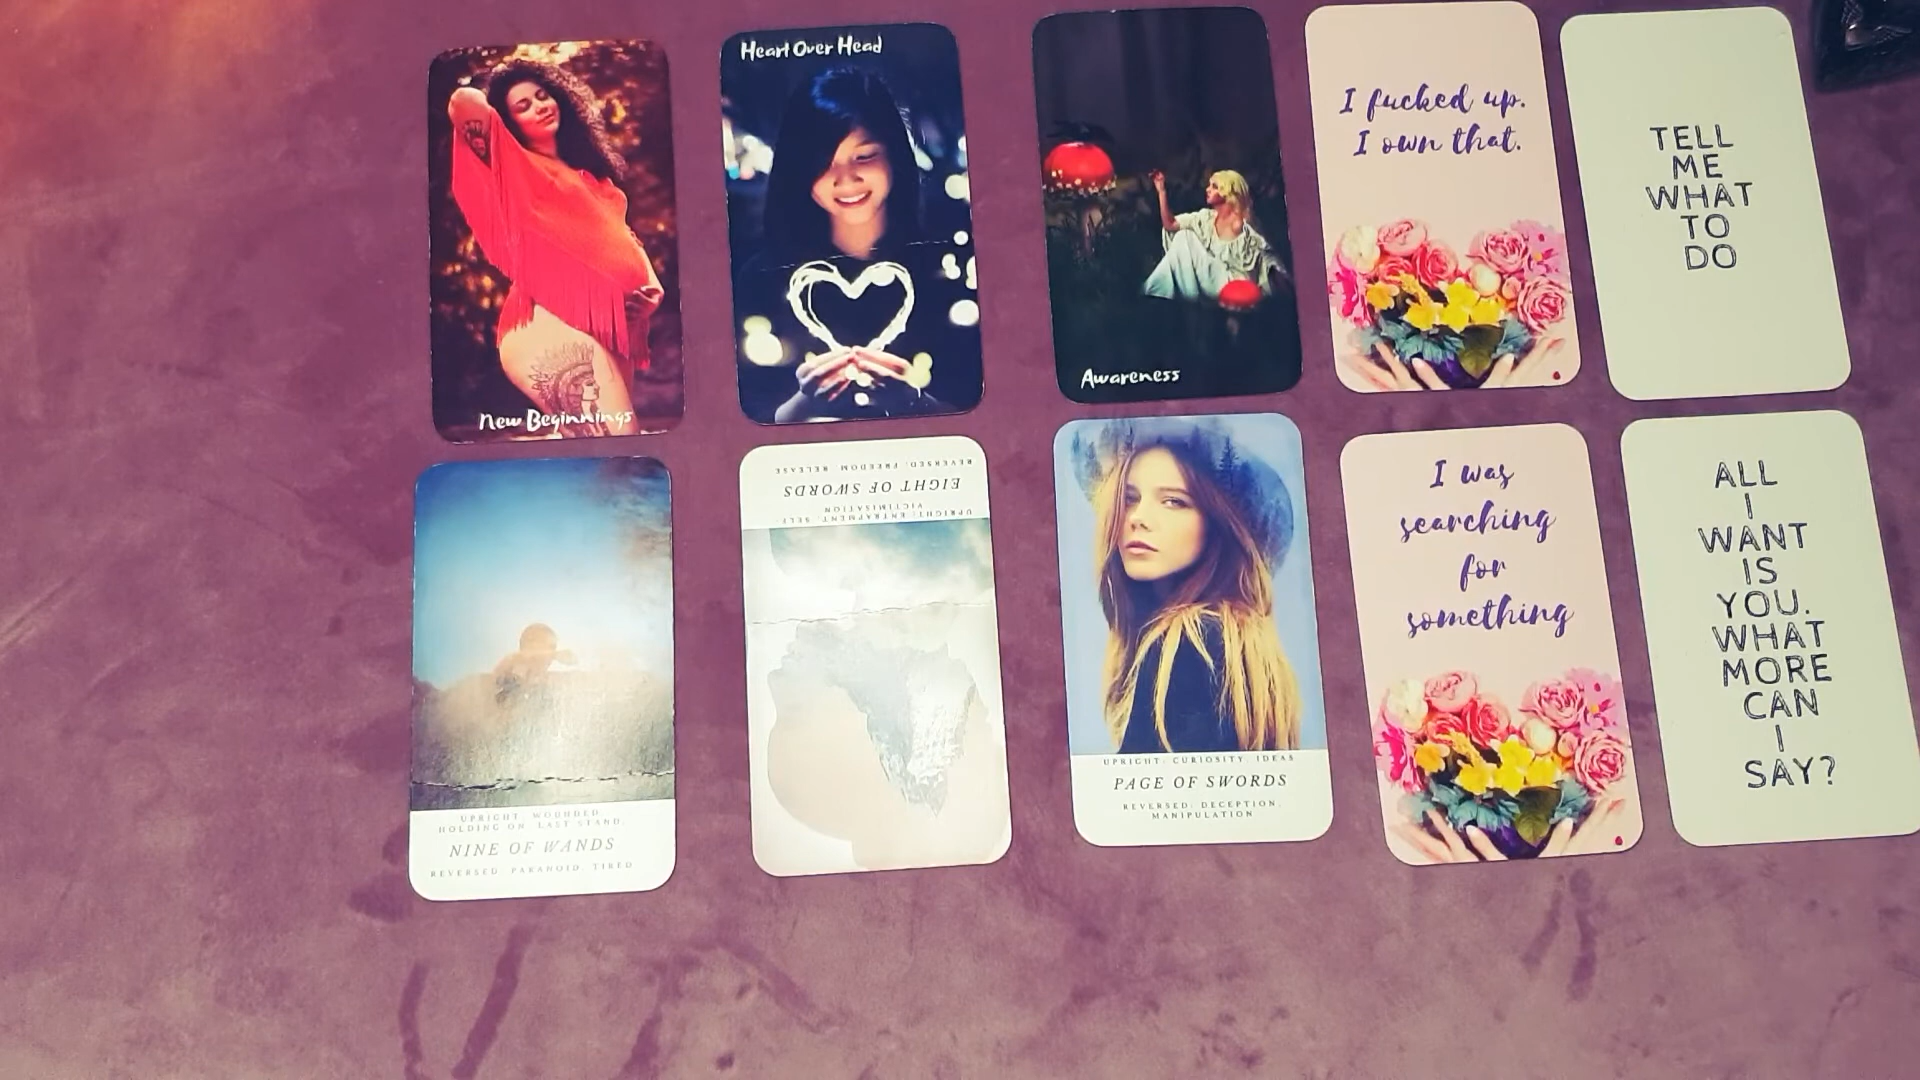 New Beginnings
Heart Over Head
Awareness
I fucked up.
I own that.
TELL
ME
WHAT
TO
DO
UPRIGHT: WOUNDED,
HOLDING ON, LAST STAND,
NINE OF WANDS
REVERSED: PARANOID, TIRED
UPRIGHT: ENTRAPMENT, SELF
VICTIMISATION
EIGHT OF SWORDS
REVERSED: FREEDOM, RELEASE
UPRIGHT: CURIOSITY, IDEAS
PAGE OF SWORDS
REVERSED: DECEPTION,
MANIPULATION
I was
searching
for
something
ALL
I
WANT
IS
YOU.
WHAT
MORE
CAN
I
SAY?